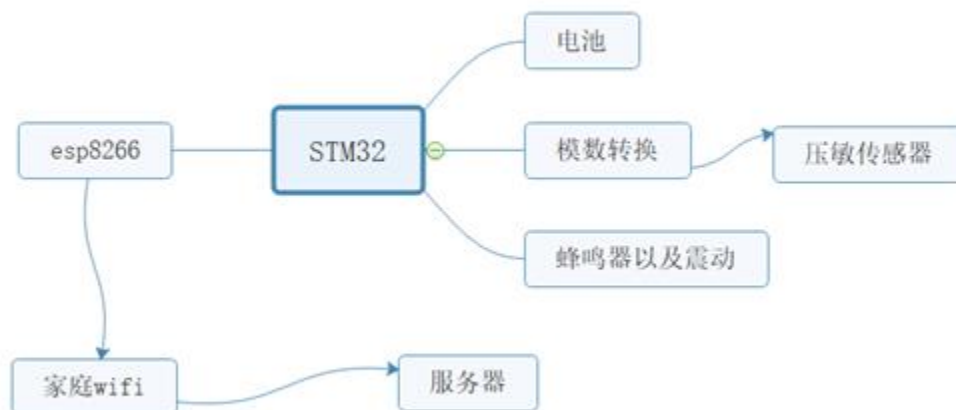 电池
esp8266
STM32
模数转换
压敏传感器
蜂鸣器以及震动
家庭wifi
服务器